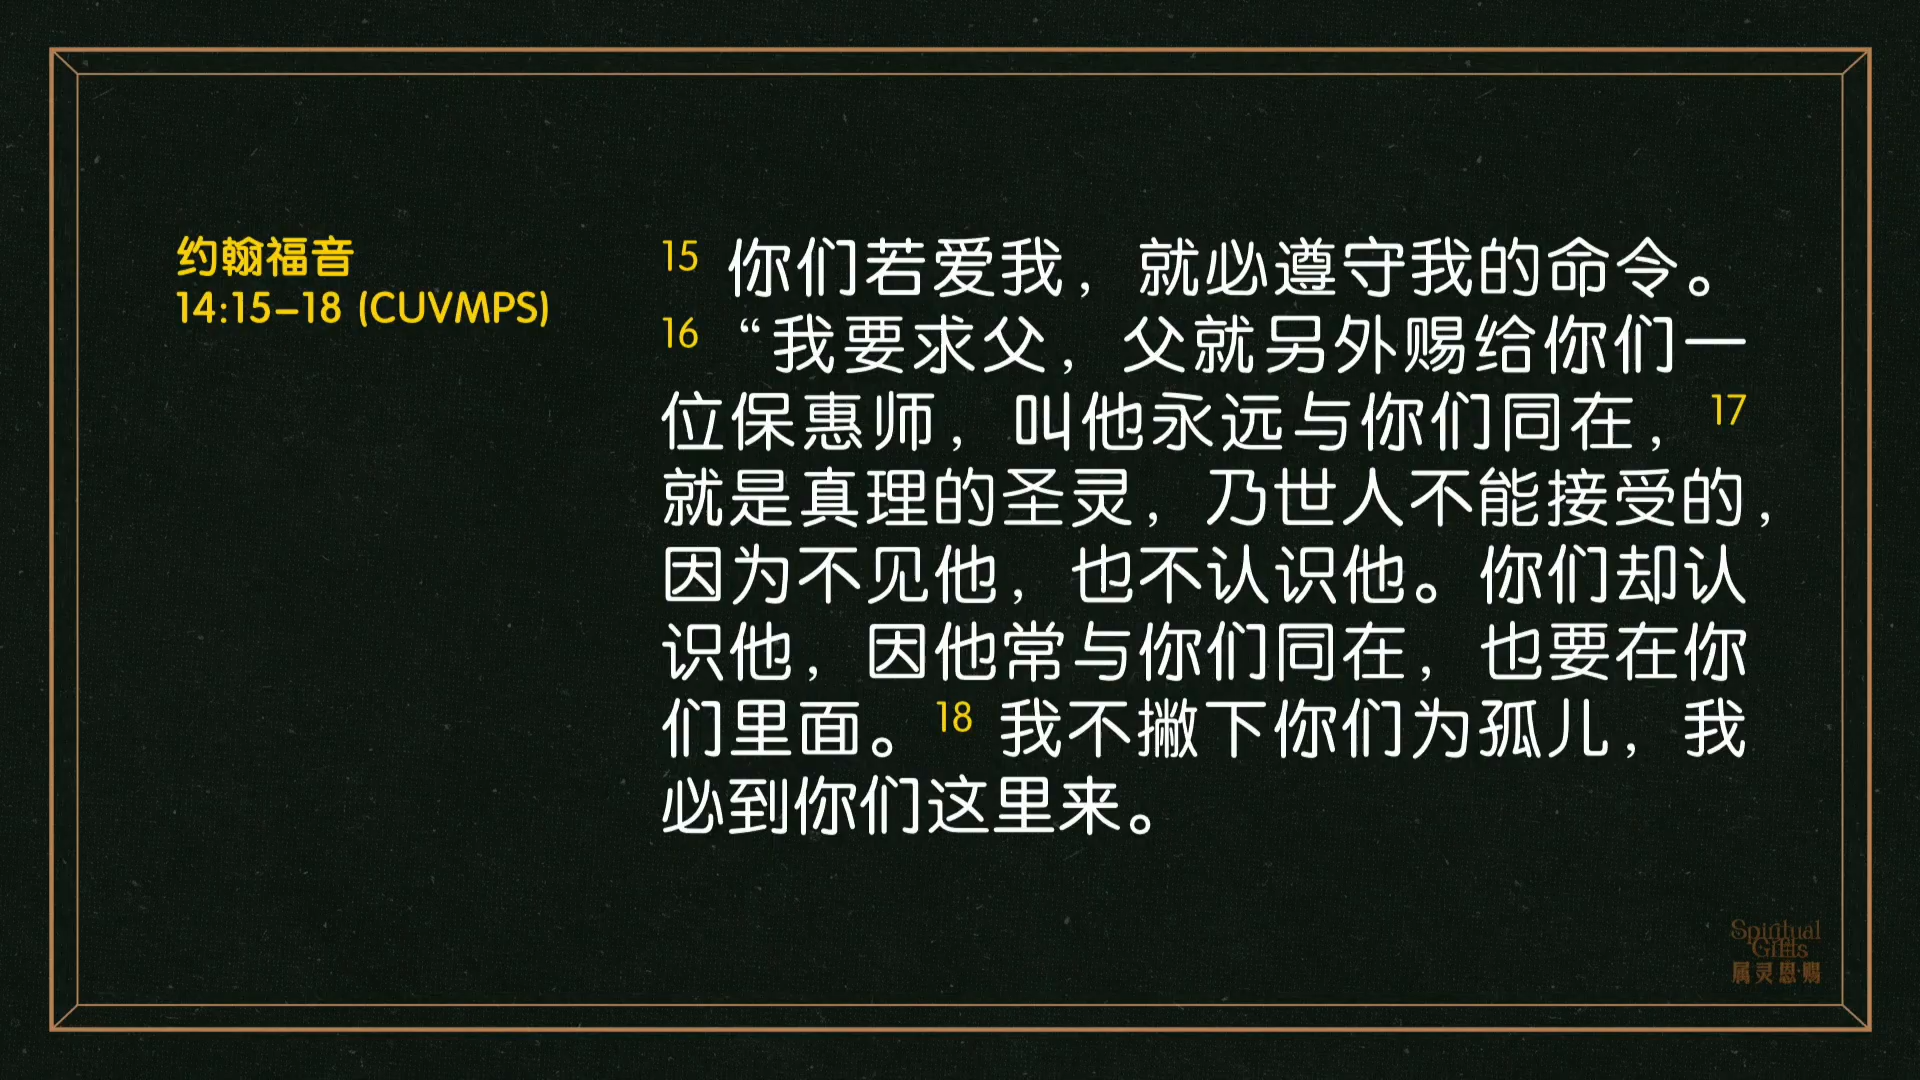 约翰福音
14:15–18 (CUVMPS)
15 你们若爱我，就必遵守我的命令。
16 “我要求父，父就另外赐给你们一
位保惠师，叫他永远与你们同在，17
就是真理的圣灵，乃世人不能接受的，
因为不见他，也不认识他。你们却认
识他，因他常与你们同在，也要在你
们里面。18 我不撇下你们为孤儿，我
必到你们这里来。
Spiritual
Gifts
属灵恩赐